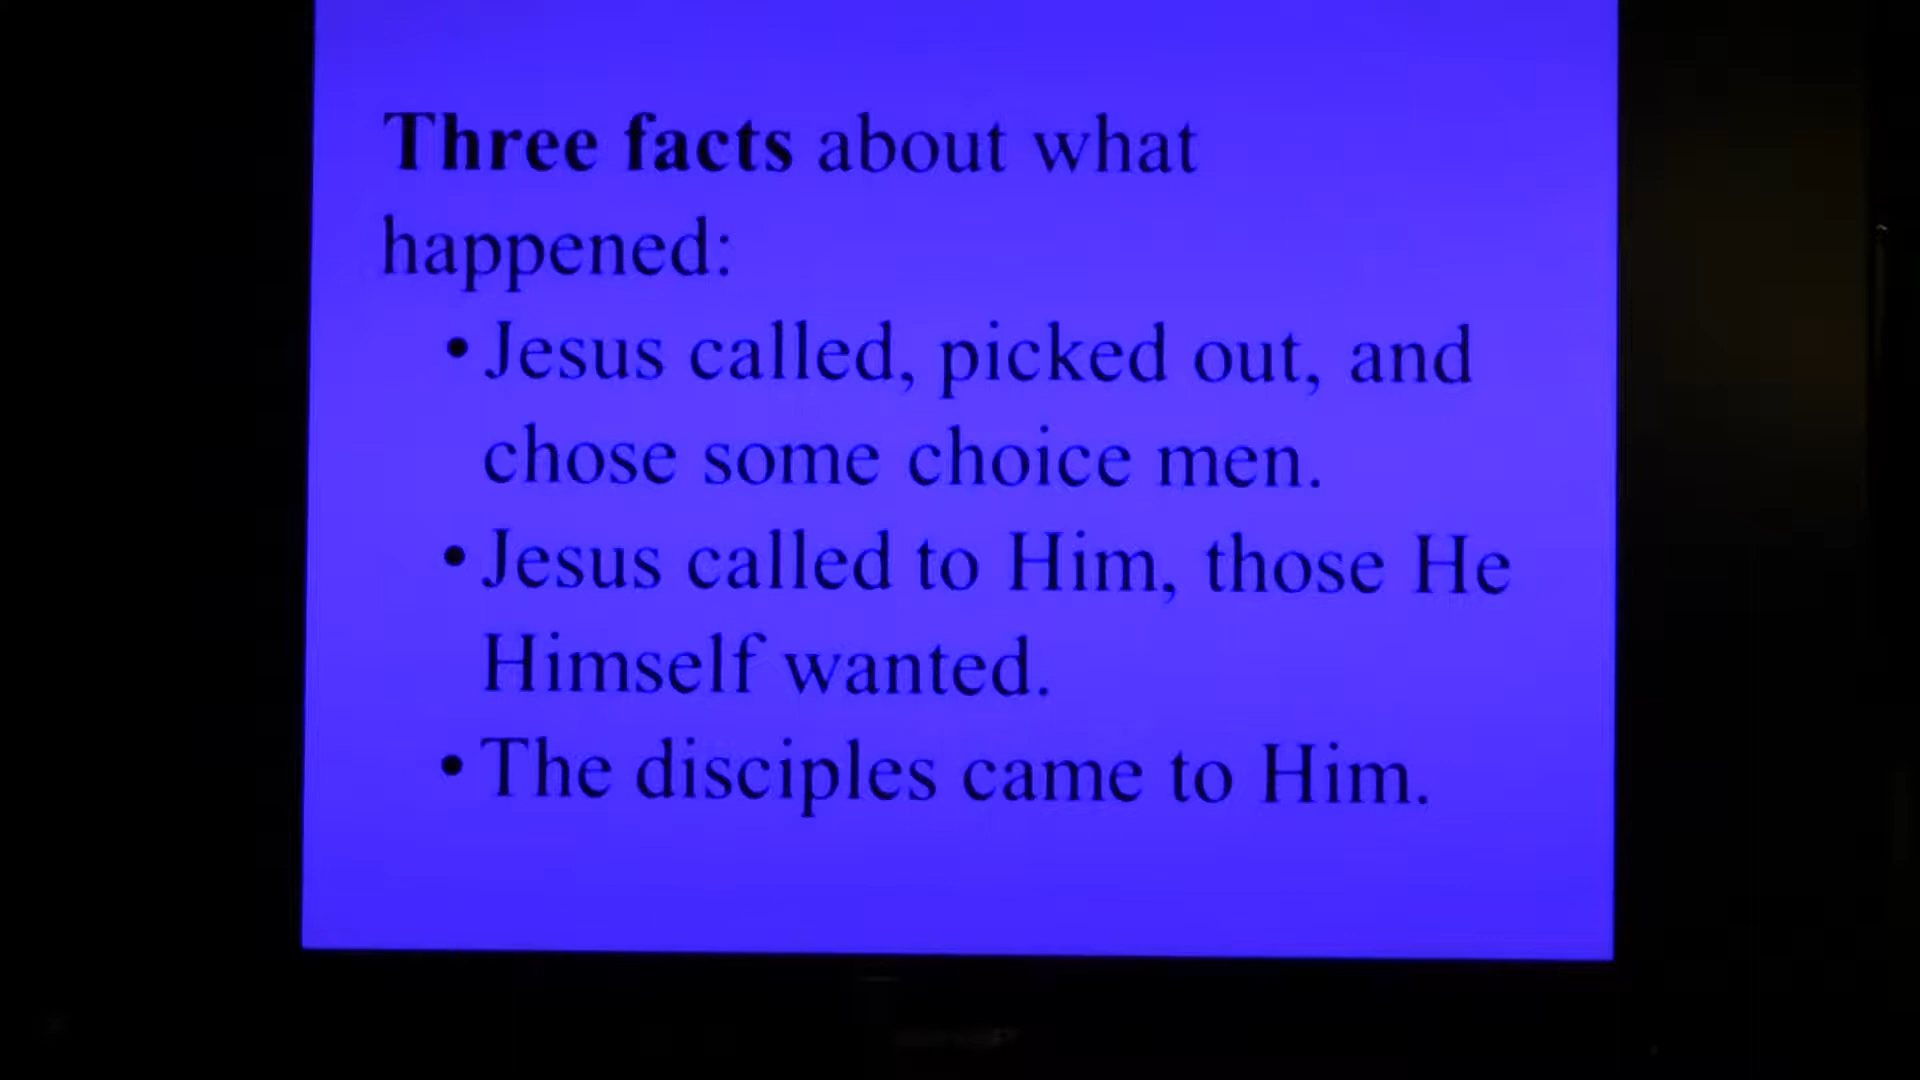 Three facts about what
happened:
• Jesus called, picked out, and
chose some choice men.
• Jesus called to Him, those He
Himself wanted.
• The disciples came to Him.